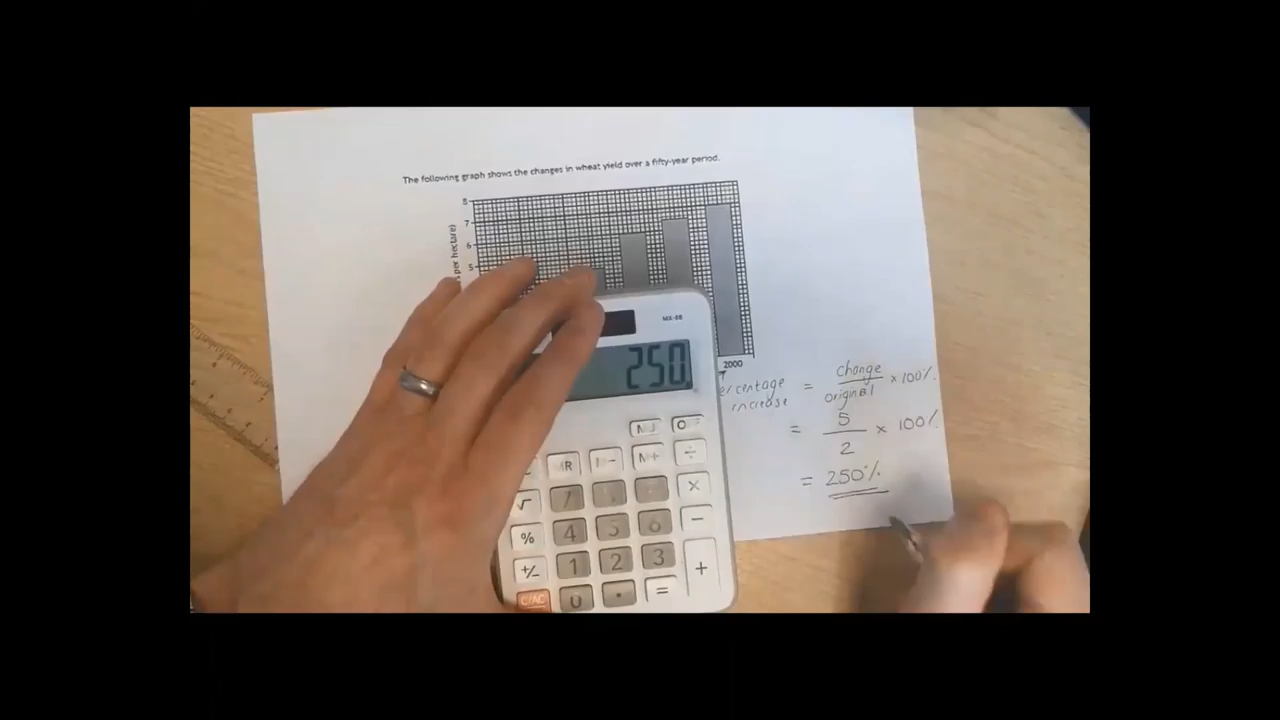 The following graph shows the changes in wheat yield over a fifty-year period.
8
7
6
5
per hectare)
2000
MX-8B
250
ercentage increase = change / original × 100%.
= 5 / 2 × 100%.
= 250%.
MR M- M+ ÷
√ 7 ×
% 4 5 6 −
+/− 1 2 3 +
C/AC 0 . =